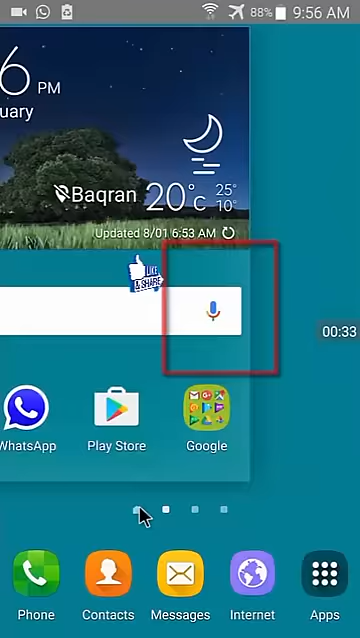 88% 9:56 AM
6 PM
uary
Baqran 20°c 25°
10°
Updated 8/01 6:53 AM
LIKE
& SHARE
00:33
WhatsApp Play Store Google
Phone Contacts Messages Internet Apps